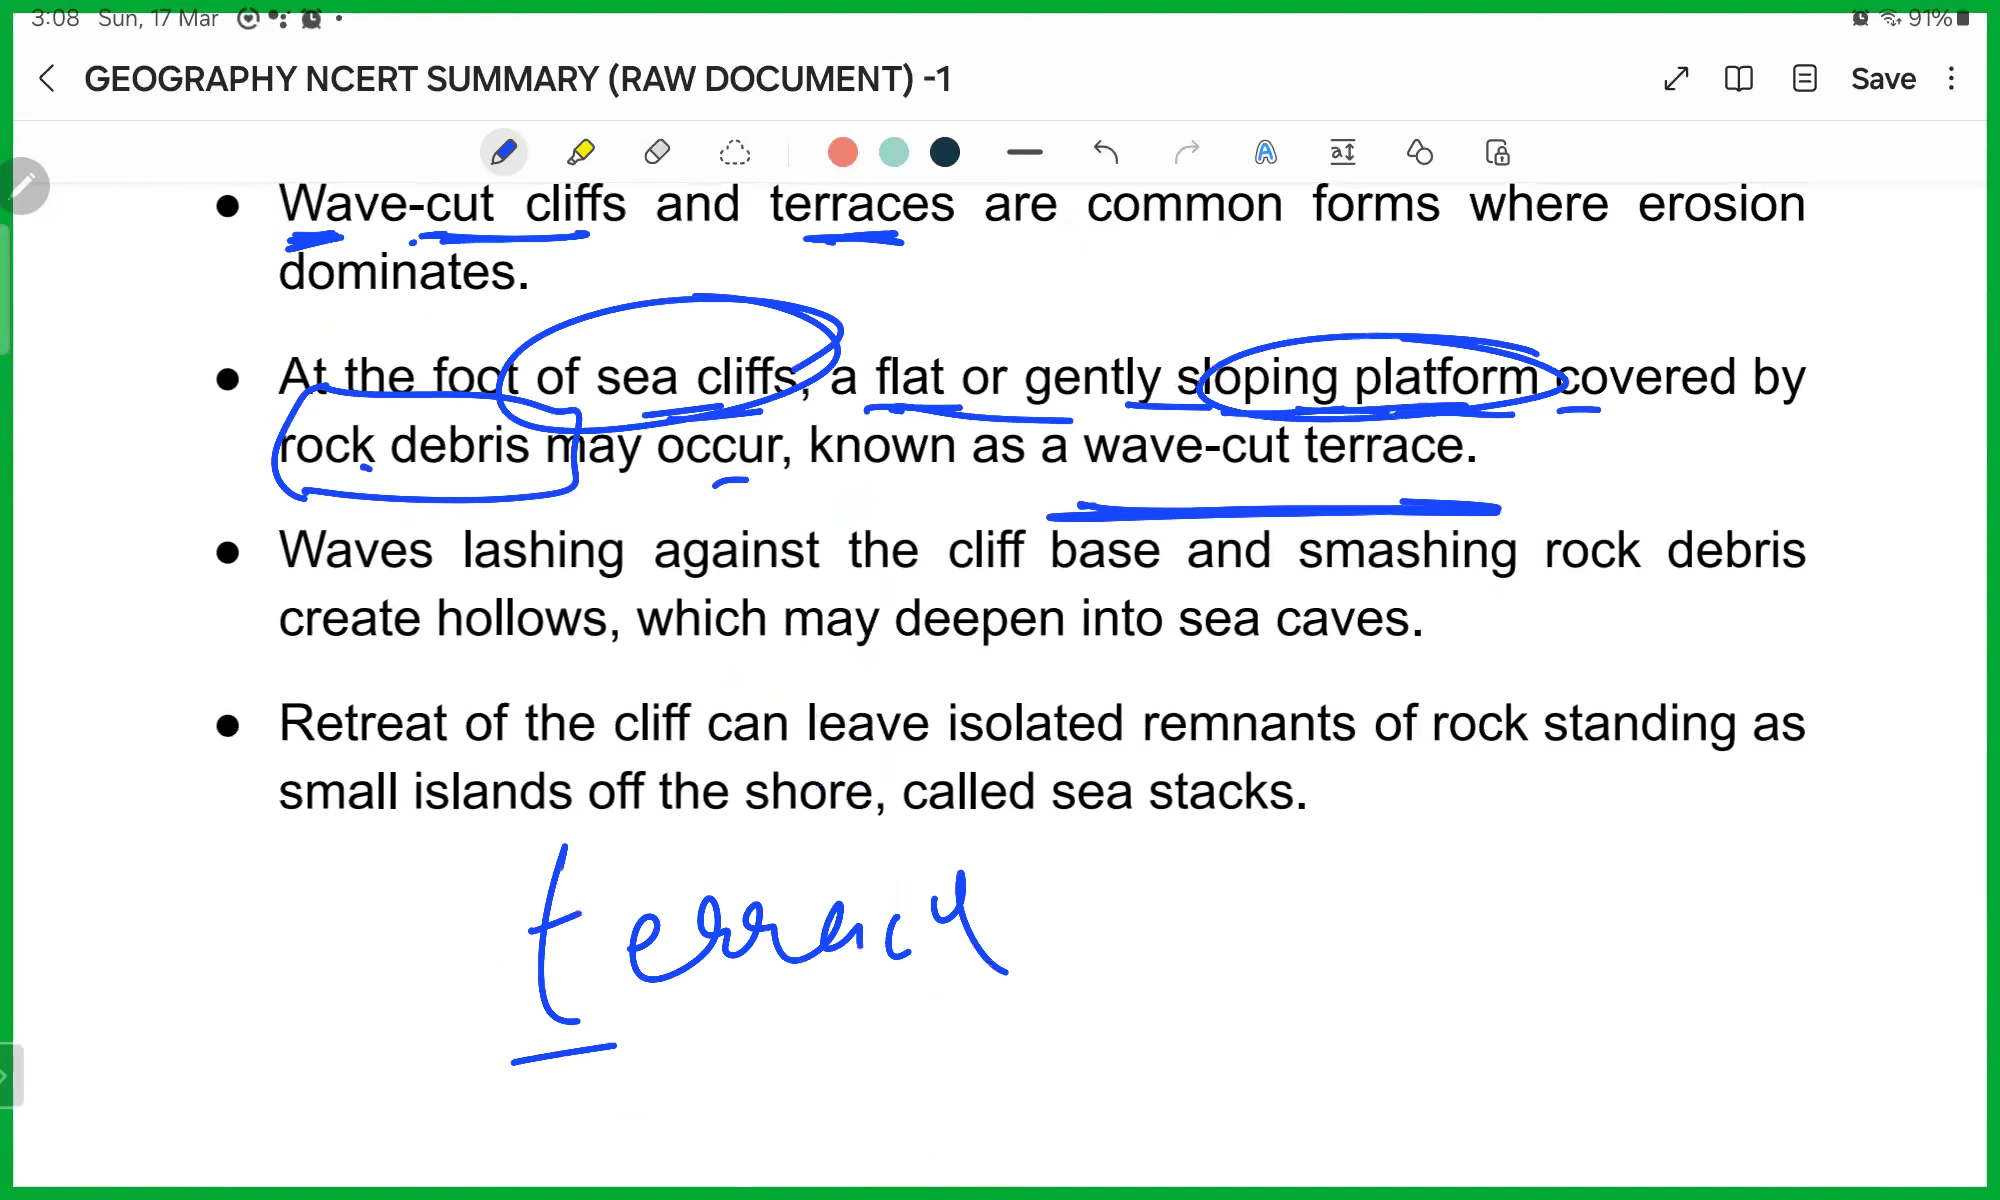 3:08 Sun, 17 Mar 91%
GEOGRAPHY NCERT SUMMARY (RAW DOCUMENT) -1 Save
● Wave-cut cliffs and terraces are common forms where erosion
dominates.
● At the foot of sea cliffs, a flat or gently sloping platform covered by
rock debris may occur, known as a wave-cut terrace.
● Waves lashing against the cliff base and smashing rock debris
create hollows, which may deepen into sea caves.
● Retreat of the cliff can leave isolated remnants of rock standing as
small islands off the shore, called sea stacks.